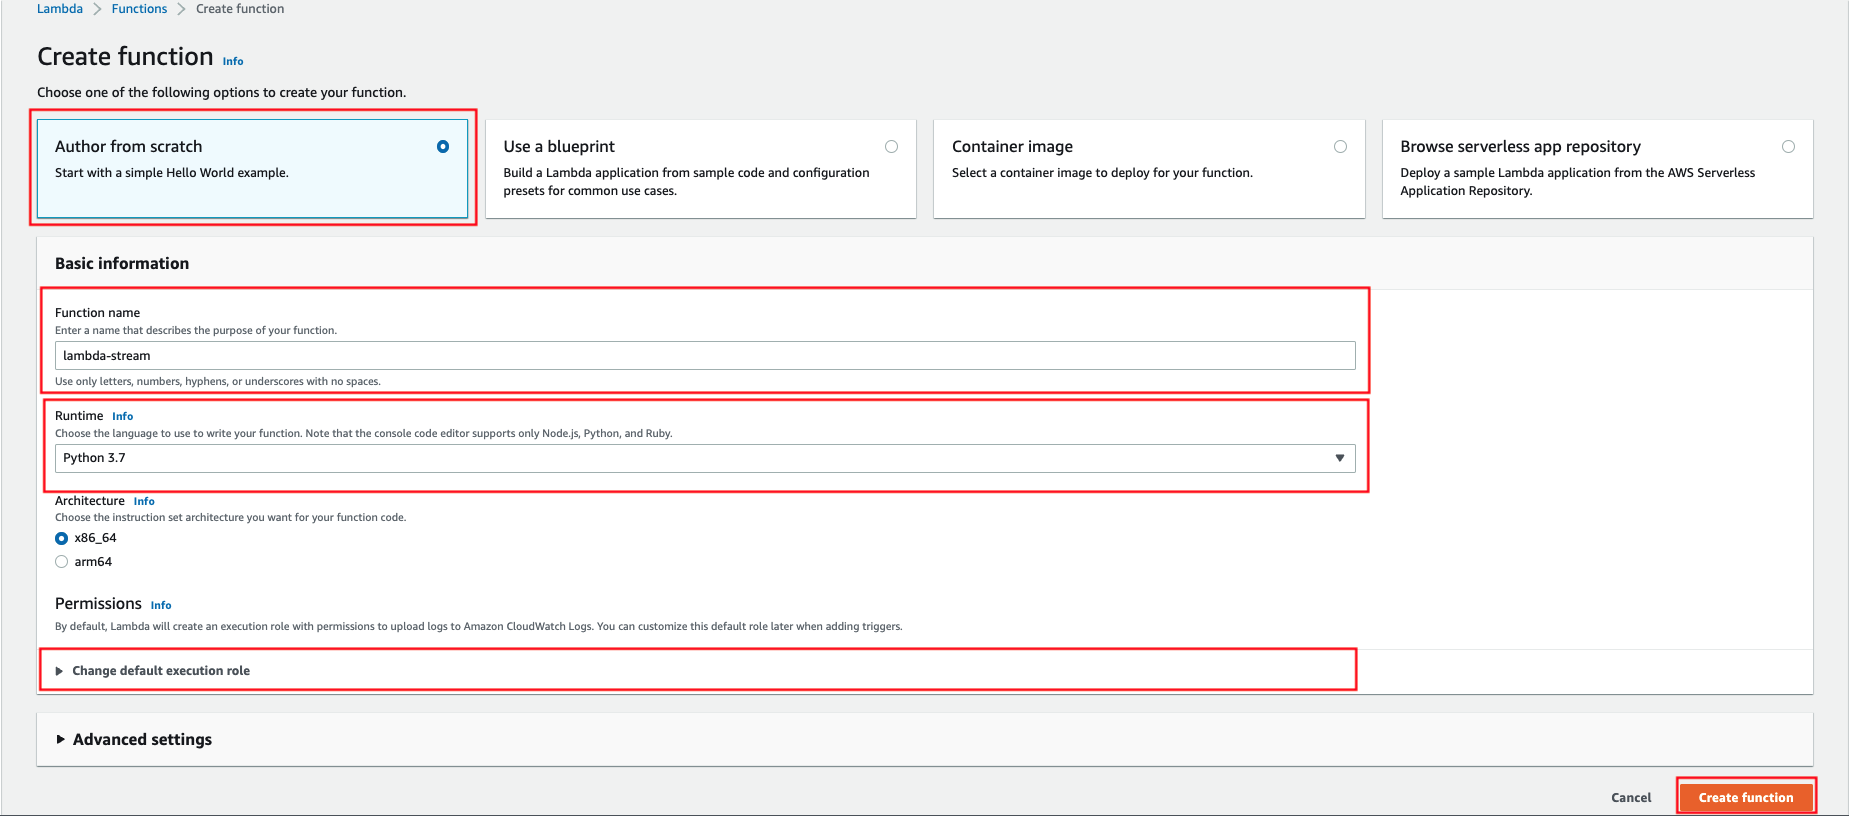 Lambda > Functions > Create function
Create function Info
Choose one of the following options to create your function.
Author from scratch
Start with a simple Hello World example.
Use a blueprint
Build a Lambda application from sample code and configuration
presets for common use cases.
Container image
Select a container image to deploy for your function.
Browse serverless app repository
Deploy a sample Lambda application from the AWS Serverless
Application Repository.
Basic information
Function name
Enter a name that describes the purpose of your function.
lambda-stream
Use only letters, numbers, hyphens, or underscores with no spaces.
Runtime Info
Choose the language to use to write your function. Note that the console code editor supports only Node.js, Python, and Ruby.
Python 3.7
Architecture Info
Choose the instruction set architecture you want for your function code.
x86_64
arm64
Permissions Info
By default, Lambda will create an execution role with permissions to upload logs to Amazon CloudWatch Logs. You can customize this default role later when adding triggers.
Change default execution role
Advanced settings
Cancel
Create function